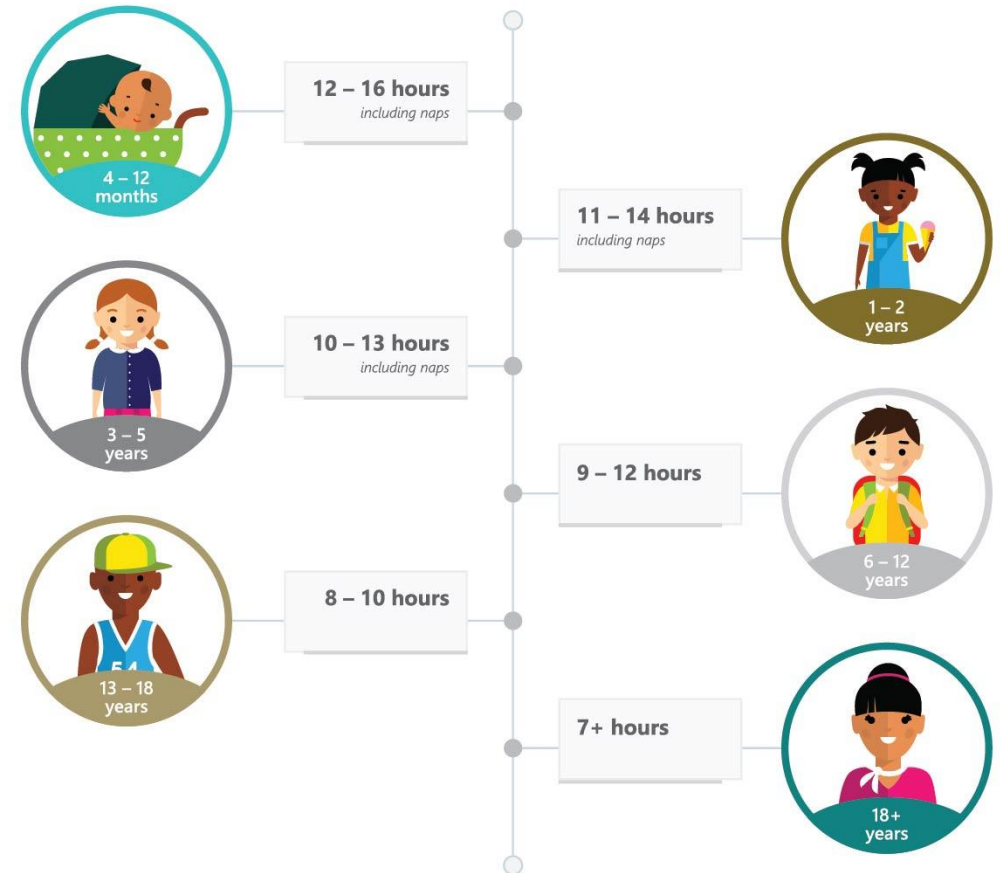 12 – 16 hours
including naps
4 – 12
months
11 – 14 hours
including naps
1 – 2
years
10 – 13 hours
including naps
3 – 5
years
9 – 12 hours
6 – 12
years
8 – 10 hours
54
13 – 18
years
7+ hours
18+
years